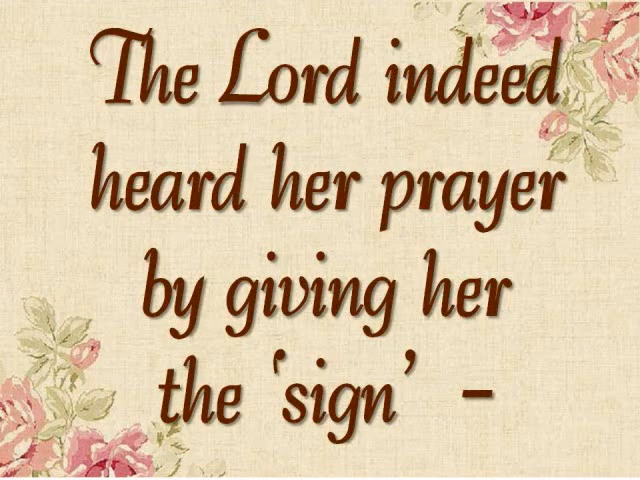 The Lord indeed
heard her prayer
by giving her
the ‘sign’ -